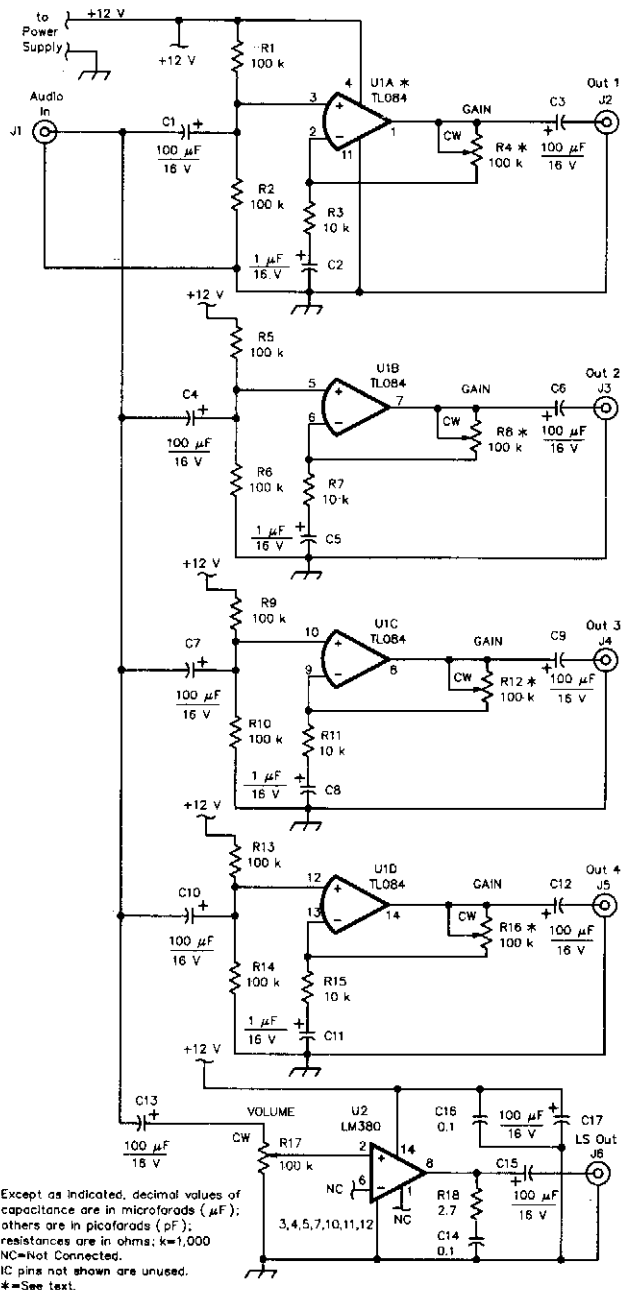 to
Power
Supply
+12 V
+12 V
R1
100 k
4
U1A *
TL084
Out 1
J2
Audio
In
J1
C1
+
100 µF
16 V
3
+
2
−
11
1
GAIN
CW
R4 *
100 k
C3
+
100 µF
16 V
R2
100 k
R3
10 k
1 µF
16 V
+
C2
+12 V
R5
100 k
U1B
TL084
Out 2
J3
C4
+
100 µF
16 V
5
+
6
−
7
GAIN
CW
R8 *
100 k
C6
+
100 µF
16 V
R6
100 k
R7
10 k
1 µF
16 V
+
C5
+12 V
R9
100 k
U1C
TL084
Out 3
J4
C7
+
100 µF
16 V
10
+
9
−
8
GAIN
CW
R12 *
100 k
C9
+
100 µF
16 V
R10
100 k
R11
10 k
1 µF
16 V
+
C8
+12 V
R13
100 k
U1D
TL084
Out 4
J5
C10
+
100 µF
16 V
12
+
13
−
14
GAIN
CW
R16 *
100 k
C12
+
100 µF
16 V
R14
100 k
R15
10 k
1 µF
16 V
+
C11
+12 V
C13
+
100 µF
16 V
VOLUME
CW
R17
100 k
U2
LM380
2
+
6
−
NC
14
8
1
NC
3,4,5,7,10,11,12
C16
0.1
100 µF
16 V
+
C17
LS Out
J6
C15
+
100 µF
16 V
R18
2.7
C14
0.1
Except as indicated, decimal values of
capacitance are in microfarads (µF);
others are in picofarads (pF);
resistances are in ohms; k=1,000
NC=Not Connected.
IC pins not shown are unused.
*=See text.